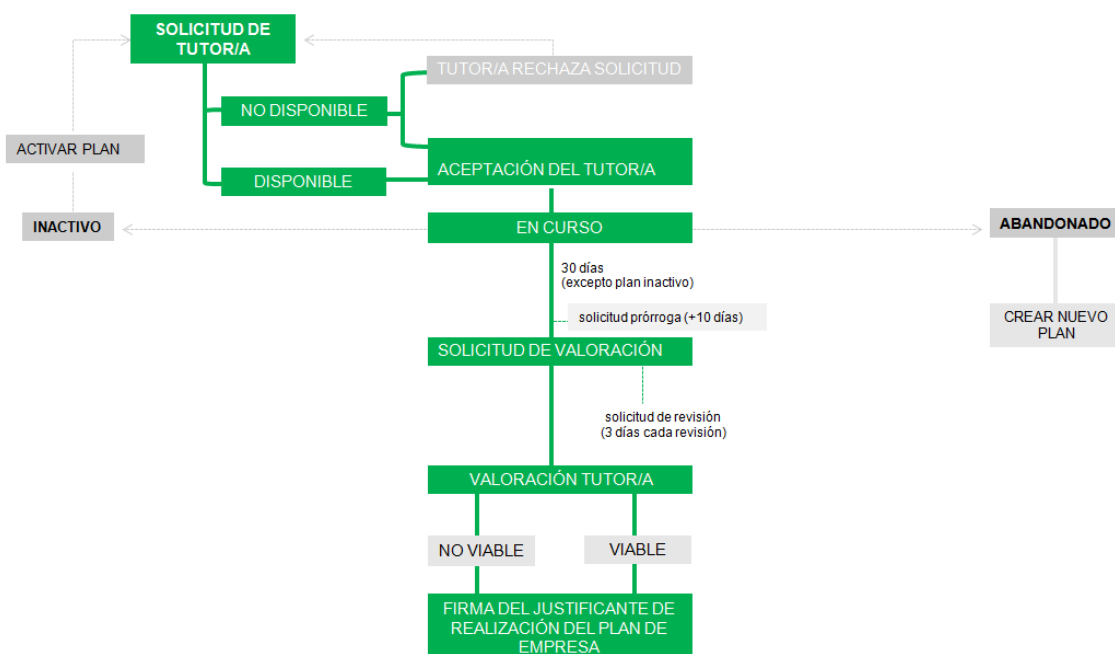 SOLICITUD DE
TUTOR/A
TUTOR/A RECHAZA SOLICITUD
NO DISPONIBLE
ACTIVAR PLAN
ACEPTACIÓN DEL TUTOR/A
DISPONIBLE
INACTIVO
EN CURSO
ABANDONADO
30 días
(excepto plan inactivo)
solicitud prórroga (+10 días)
CREAR NUEVO
PLAN
SOLICITUD DE VALORACIÓN
solicitud de revisión
(3 días cada revisión)
VALORACIÓN TUTOR/A
NO VIABLE
VIABLE
FIRMA DEL JUSTIFICANTE DE
REALIZACIÓN DEL PLAN DE
EMPRESA